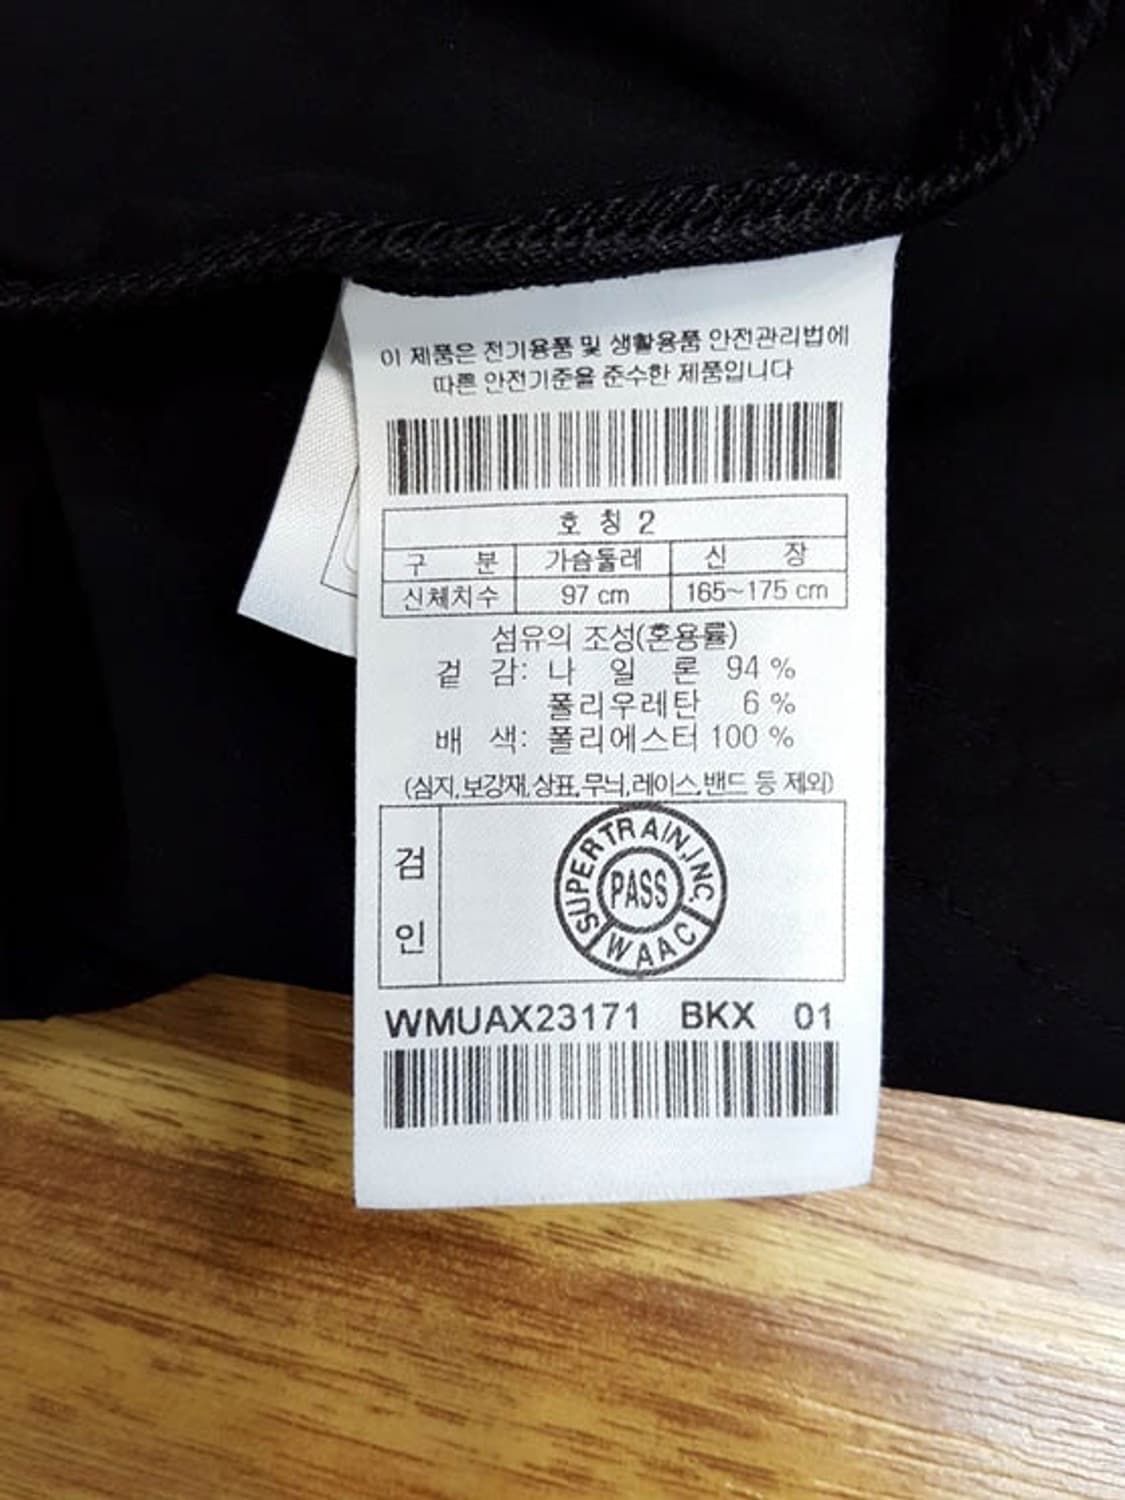 이 제품은 전기용품 및 생활용품 안전관리법에
따른 안전기준을 준수한 제품입니다
호 칭 2
구 분 가슴둘레 신 장
신체치수 97 cm 165~175 cm
섬유의 조성(혼용률)
겉 감: 나 일 론 94 %
폴리우레탄 6 %
배 색: 폴리에스터 100 %
(심지,보강재,상표,무늬,레이스,밴드 등 제외)
검
인
SUPERTRAIN,INC
PASS
WAAC
WMUAX23171 BKX 01